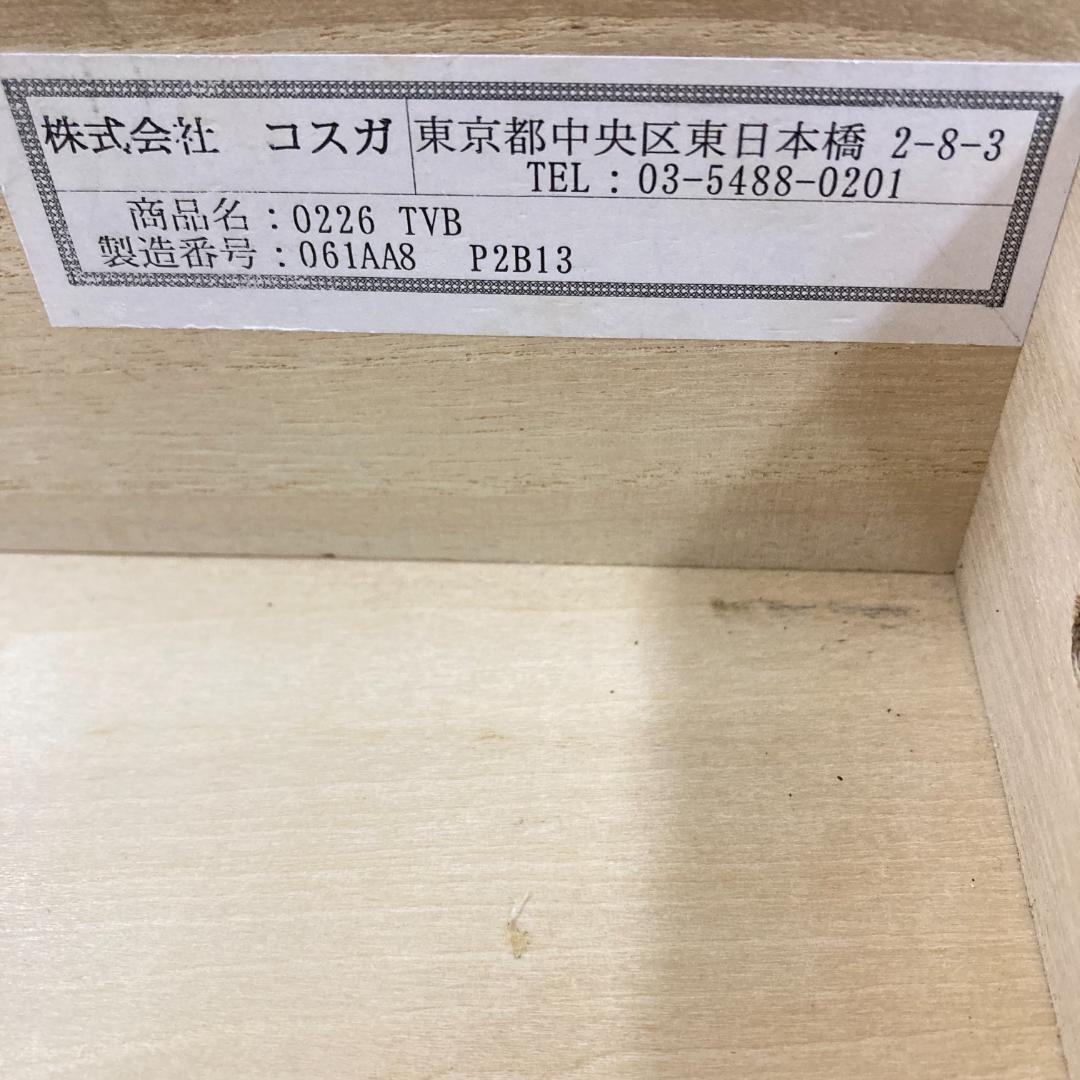 株式会社 コスガ
東京都中央区東日本橋 2-8-3
TEL：03-5488-0201
商品名：0226 TVB
製造番号：061AA8 P2B13